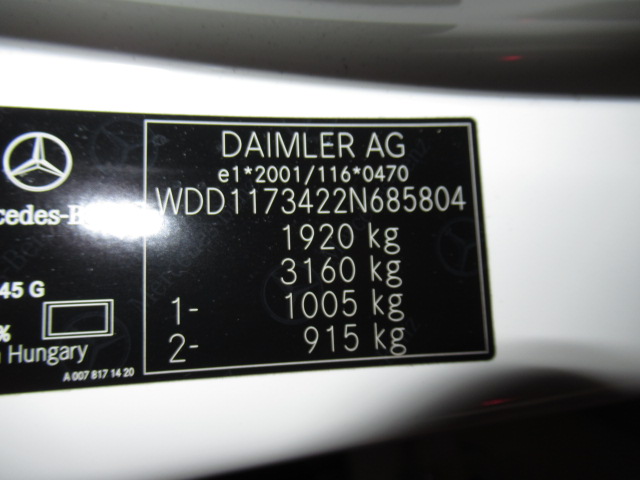 DAIMLER AG
e1*2001/116*0470
WDD1173422N685804
1920 kg
3160 kg
1- 1005 kg
2- 915 kg
45 G
%
Hungary
A 007 817 14 20